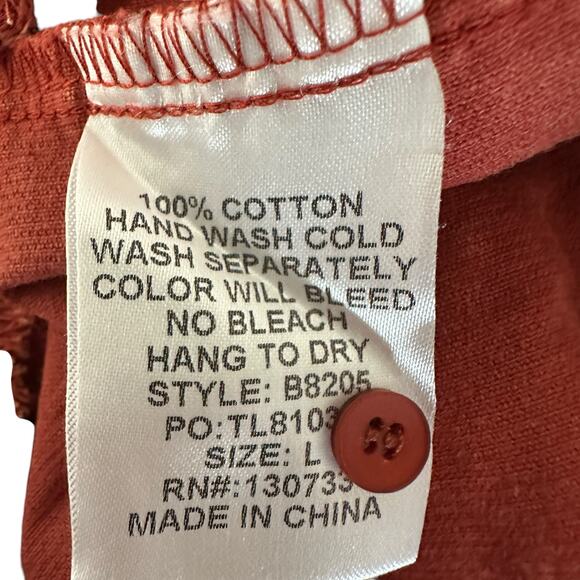 100% COTTON
HAND WASH COLD
WASH SEPARATELY
COLOR WILL BLEED
NO BLEACH
HANG TO DRY
STYLE: B8205
PO:TL8103
SIZE: L
RN#:130733
MADE IN CHINA